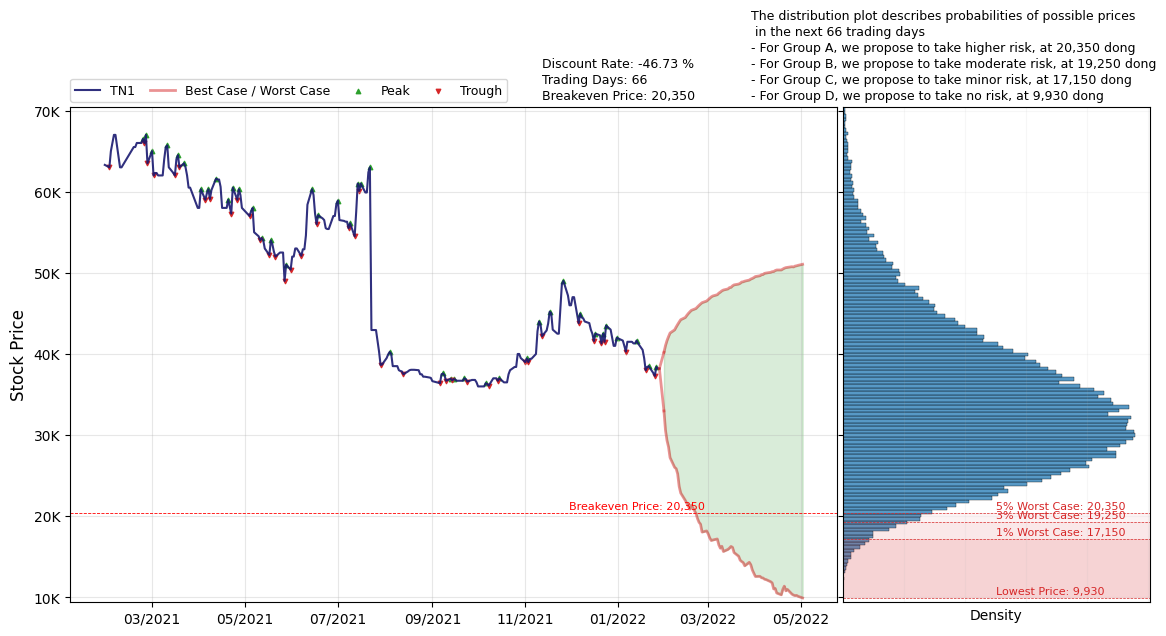 The distribution plot describes probabilities of possible prices
in the next 66 trading days
- For Group A, we propose to take higher risk, at 20,350 dong
- For Group B, we propose to take moderate risk, at 19,250 dong
- For Group C, we propose to take minor risk, at 17,150 dong
- For Group D, we propose to take no risk, at 9,930 dong
Discount Rate: -46.73 %
Trading Days: 66
Breakeven Price: 20,350
TN1 Best Case / Worst Case Peak Trough
70K
60K
50K
40K
30K
20K
10K
Stock Price
Breakeven Price: 20,350
03/2021 05/2021 07/2021 09/2021 11/2021 01/2022 03/2022 05/2022
5% Worst Case: 20,350
3% Worst Case: 19,250
1% Worst Case: 17,150
Lowest Price: 9,930
Density